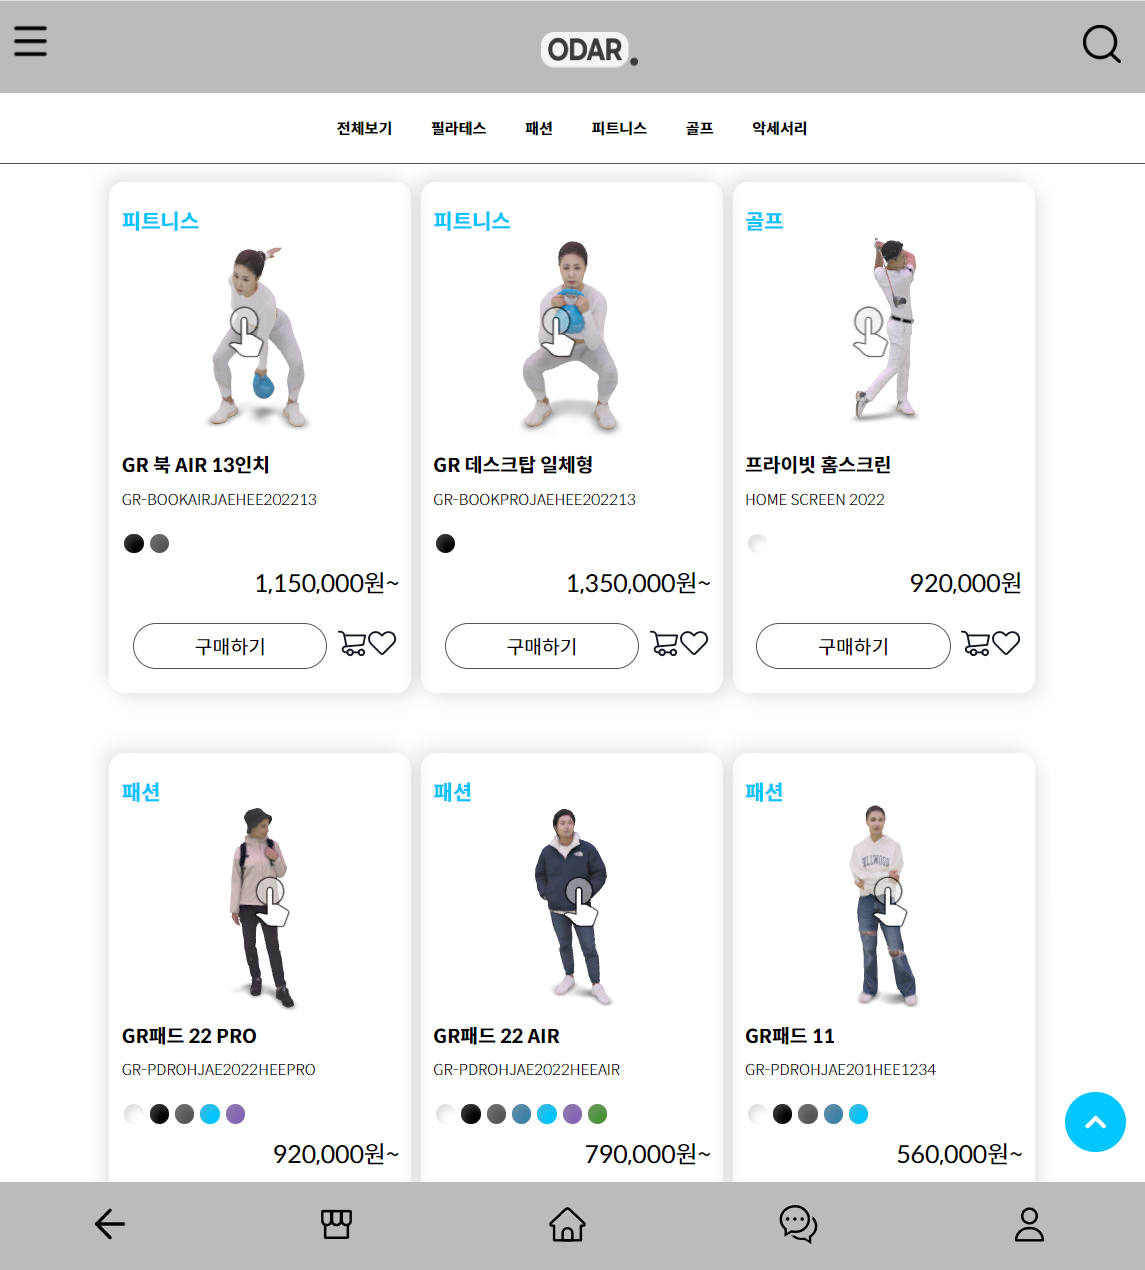 ODAR.
전체보기 필라테스 패션 피트니스 골프 악세서리
피트니스
GR 북 AIR 13인치
GR-BOOKAIRJAEHEE202213
1,150,000원~
구매하기
피트니스
GR 데스크탑 일체형
GR-BOOKPROJAEHEE202213
1,350,000원~
구매하기
골프
프라이빗 홈스크린
HOME SCREEN 2022
920,000원
구매하기
패션
GR패드 22 PRO
GR-PDROHJAE2022HEEPRO
920,000원~
패션
GR패드 22 AIR
GR-PDROHJAE2022HEEAIR
790,000원~
패션
GR패드 11
GR-PDROHJAE201HEE1234
560,000원~